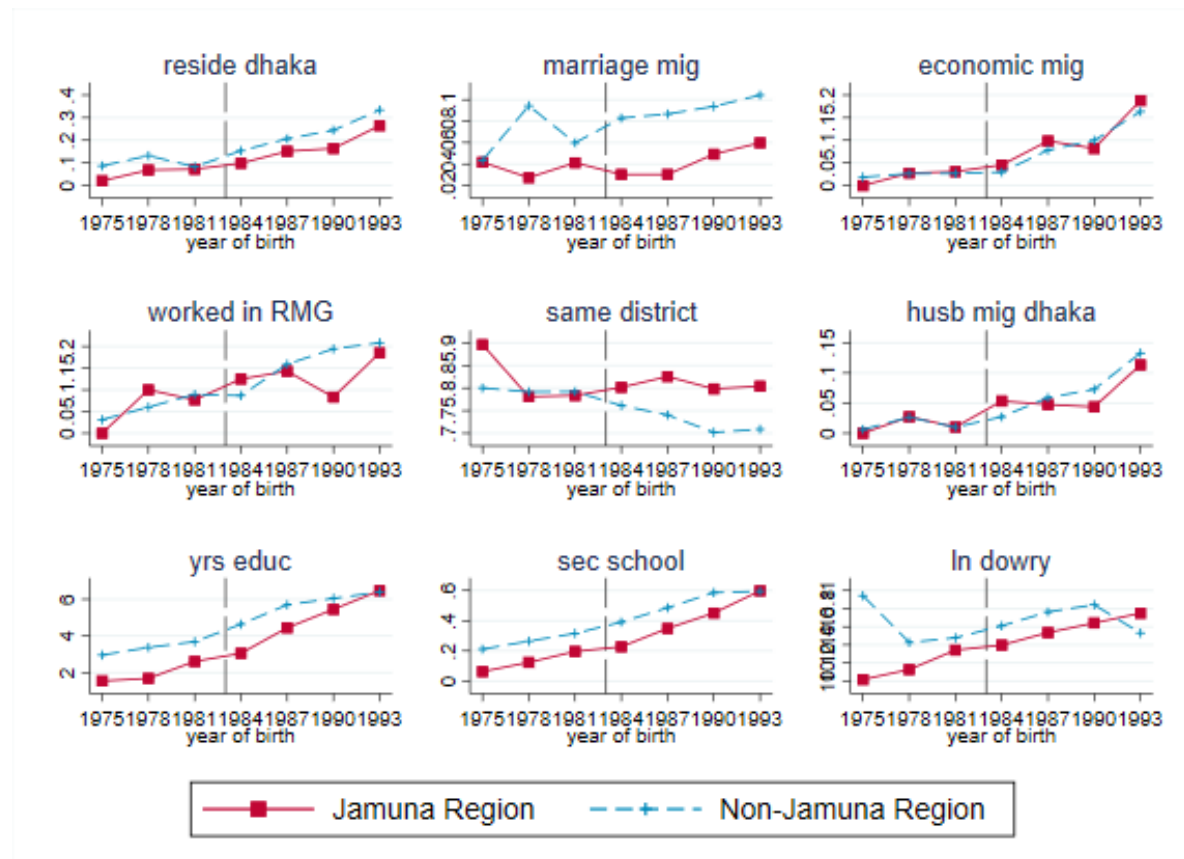 reside dhaka
0 .1 .2 .3 .4
1975 1978 1981 1984 1987 1990 1993
year of birth
marriage mig
.02 .04 .06 .08 .1
1975 1978 1981 1984 1987 1990 1993
year of birth
economic mig
0 .05 .1 .15 .2
1975 1978 1981 1984 1987 1990 1993
year of birth
worked in RMG
0 .05 .1 .15 .2
1975 1978 1981 1984 1987 1990 1993
year of birth
same district
.7 .75 .8 .85 .9
1975 1978 1981 1984 1987 1990 1993
year of birth
husb mig dhaka
0 .05 .1 .15
1975 1978 1981 1984 1987 1990 1993
year of birth
yrs educ
2 4 6
1975 1978 1981 1984 1987 1990 1993
year of birth
sec school
0 .2 .4 .6
1975 1978 1981 1984 1987 1990 1993
year of birth
ln dowry
1975 1978 1981 1984 1987 1990 1993
year of birth
Jamuna Region
Non-Jamuna Region